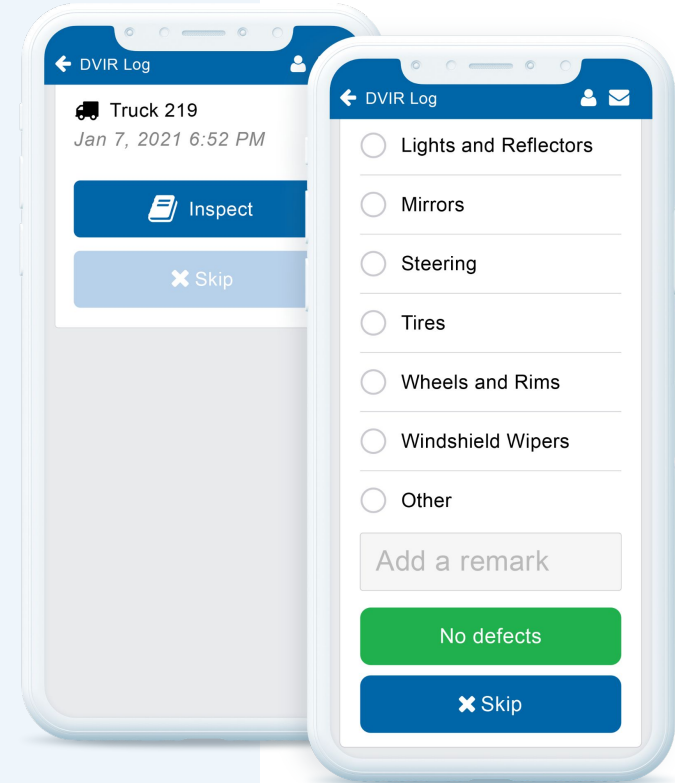 DVIR Log
Truck 219
Jan 7, 2021 6:52 PM
Inspect
Skip
DVIR Log
Lights and Reflectors
Mirrors
Steering
Tires
Wheels and Rims
Windshield Wipers
Other
Add a remark
No defects
Skip